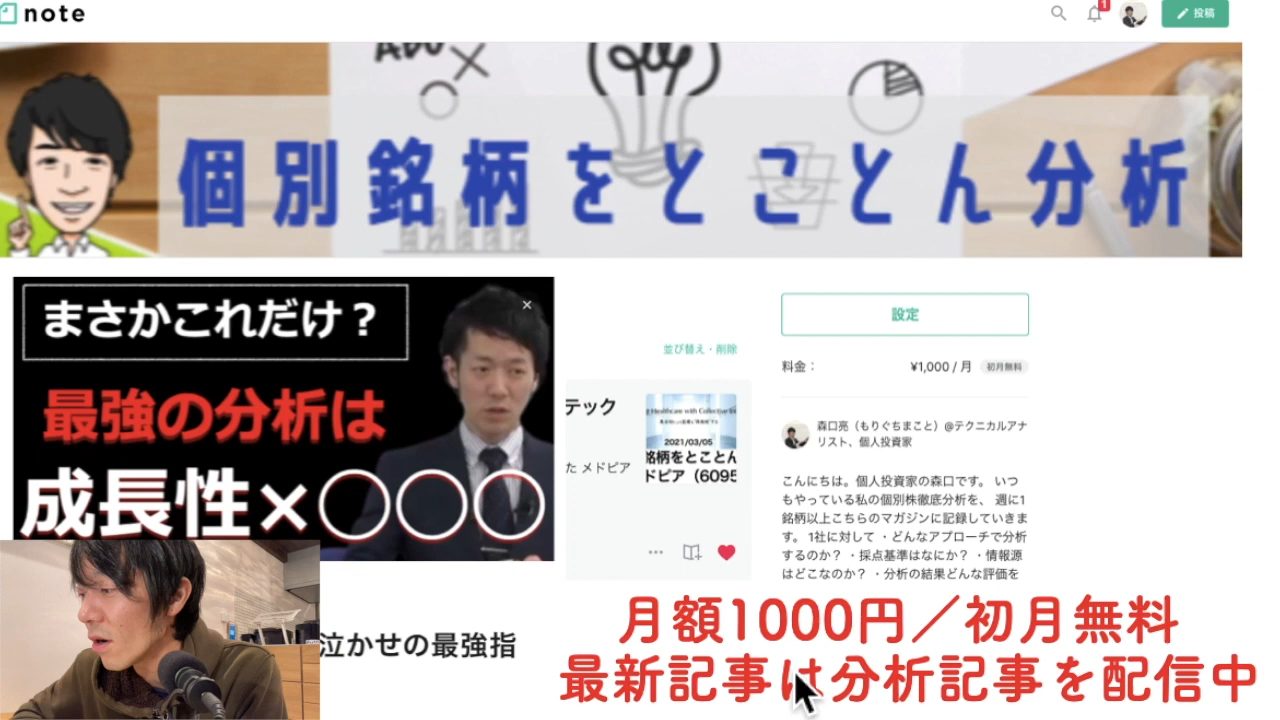 note
1
投稿
個別銘柄をとことん分析
まさかこれだけ？
最強の分析は
成長性×〇〇〇
×
並び替え・削除
テック
た メドピア
Healthcare with Collective
2021/03/05
銘柄をとことん
ドピア（6095
設定
料金：
¥1,000 / 月 初月無料
森口亮（もりぐちまこと）@テクニカルアナ
リスト、個人投資家
こんにちは。個人投資家の森口です。 いつ
もやっている私の個別株徹底分析を、 週に1
銘柄以上こちらのマガジンに記録していきま
す。 1社に対して ・どんなアプローチで分析
するのか？ ・採点基準はなにか？ ・情報源
はどこなのか？ ・分析の結果どんな評価を
泣かせの最強指
月額1000円／初月無料
最新記事は分析記事を配信中